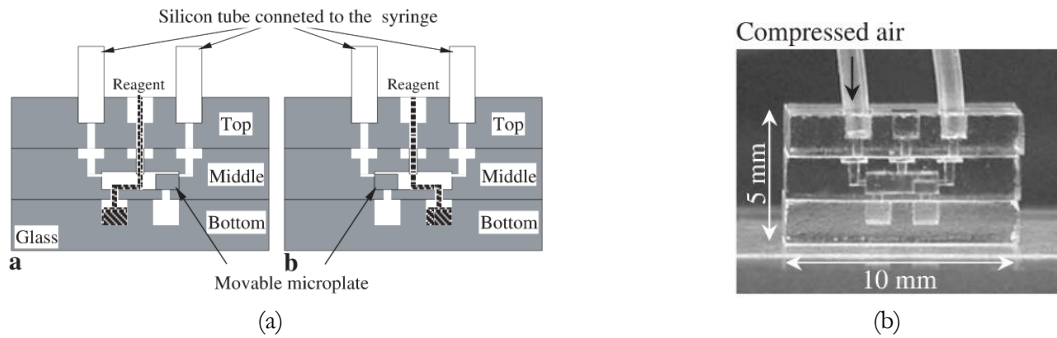 Silicon tube conneted to the syringe
Reagent
Reagent
Top
Top
Middle
Middle
Bottom
Bottom
Glass
a
b
Movable microplate
(a)
Compressed air
5 mm
10 mm
(b)